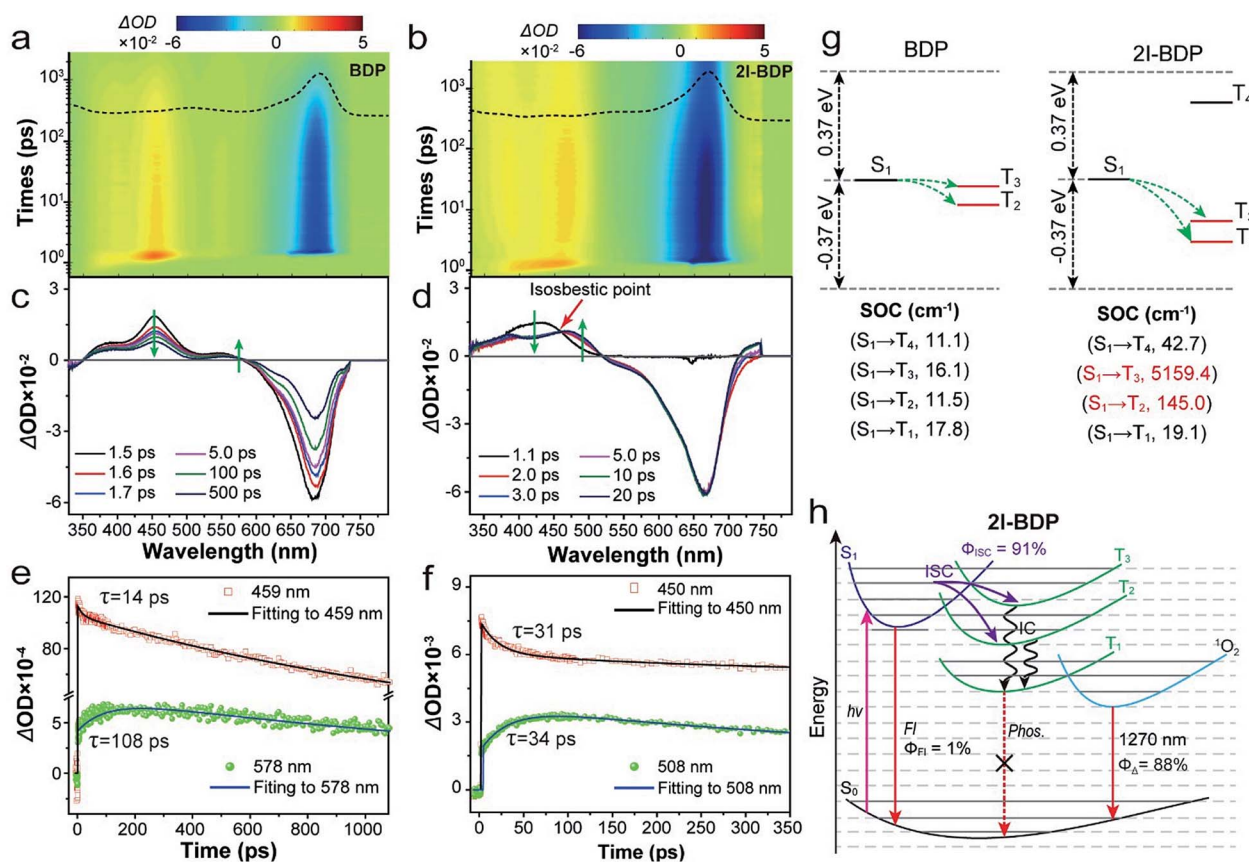 a
ΔOD
×10⁻²
-6
0
5
BDP
10³
10²
10¹
10⁰
Times (ps)
b
ΔOD
×10⁻²
-6
0
5
2I-BDP
10³
10²
10¹
10⁰
Times (ps)
c
3
0
-3
-6
ΔOD×10⁻²
1.5 ps
1.6 ps
1.7 ps
5.0 ps
100 ps
500 ps
350 400 450 500 550 600 650 700 750
Wavelength (nm)
d
Isosbestic point
3
0
-3
-6
ΔOD×10⁻²
1.1 ps
2.0 ps
3.0 ps
5.0 ps
10 ps
20 ps
350 400 450 500 550 600 650 700 750
Wavelength (nm)
e
120
80
5
0
ΔOD×10⁻⁴
τ=14 ps
459 nm
Fitting to 459 nm
τ=108 ps
578 nm
Fitting to 578 nm
0 200 400 600 800 1000
Time (ps)
f
9
6
3
0
ΔOD×10⁻³
τ=31 ps
450 nm
Fitting to 450 nm
τ=34 ps
508 nm
Fiting to 508 nm
0 50 100 150 200 250 300 350
Time (ps)
g
BDP
0.37 eV
-0.37 eV
S₁
T₃
T₂
SOC (cm⁻¹)
(S₁→T₄, 11.1)
(S₁→T₃, 16.1)
(S₁→T₂, 11.5)
(S₁→T₁, 17.8)
2I-BDP
0.37 eV
-0.37 eV
S₁
T₄
SOC (cm⁻¹)
(S₁→T₄, 42.7)
(S₁→T₃, 5159.4)
(S₁→T₂, 145.0)
(S₁→T₁, 19.1)
h
2I-BDP
Energy
S₁
ISC
Φ_ISC = 91%
T₃
T₂
IC
T₁
¹O₂
hv
Fl
Φ_Fl = 1%
Phos.
1270 nm
Φ_Δ = 88%
S₀